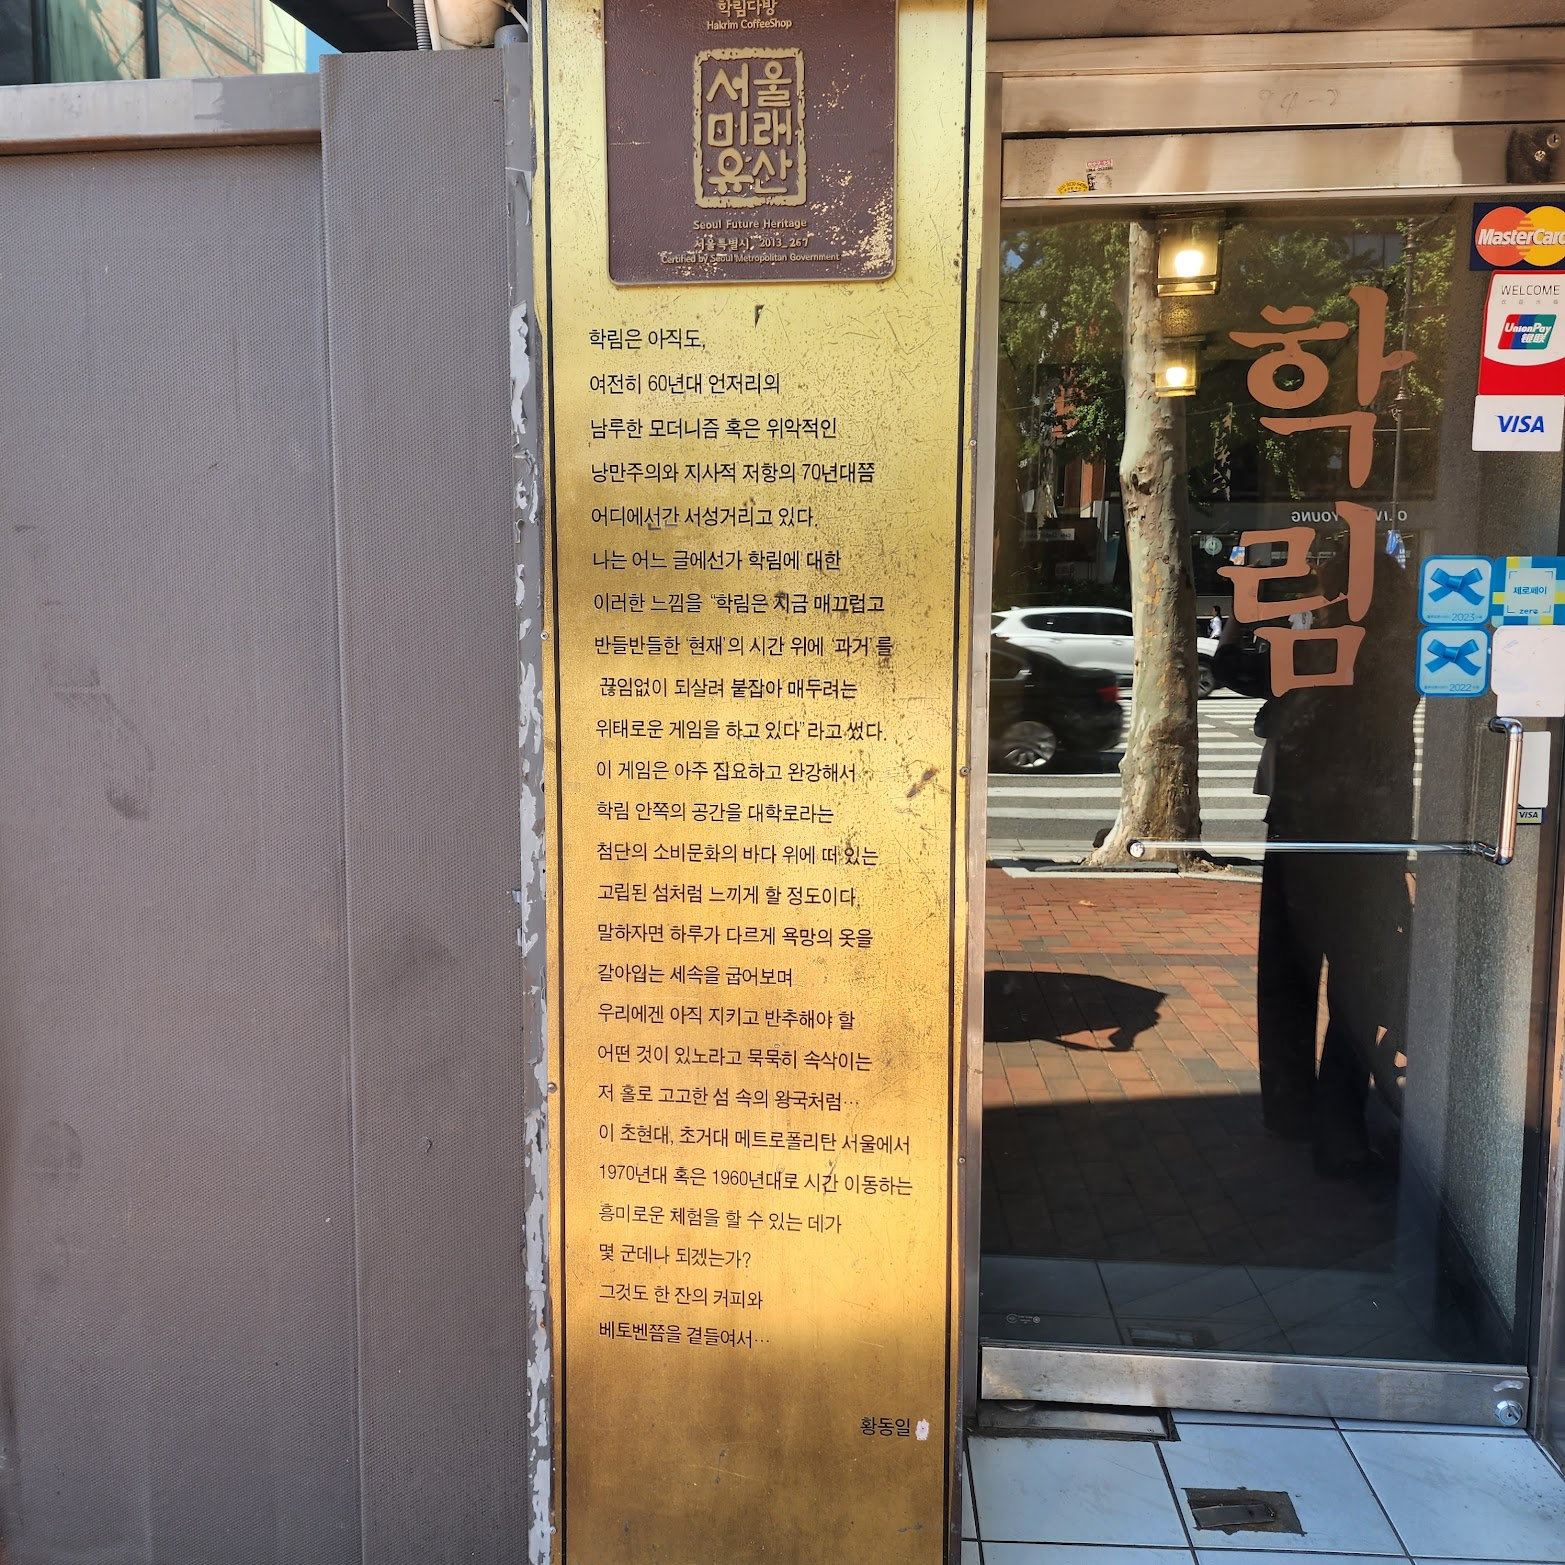 학림다방
Hakrim CoffeeShop
서울
미래
유산
Seoul Future Heritage
서울특별시, 2013_267
Certified by Seoul Metropolitan Government
학림은 아직도,
여전히 60년대 언저리의
남루한 모더니즘 혹은 위악적인
낭만주의와 지사적 저항의 70년대쯤
어디에선간 서성거리고 있다.
나는 어느 글에선가 학림에 대한
이러한 느낌을 “학림은 지금 매끄럽고
반들반들한 ‘현재’의 시간 위에 ‘과거’를
끊임없이 되살려 붙잡아 매두려는
위태로운 게임을 하고 있다”라고 썼다.
이 게임은 아주 집요하고 완강해서
학림 안쪽의 공간을 대학로라는
첨단의 소비문화의 바다 위에 떠 있는
고립된 섬처럼 느끼게 할 정도이다.
말하자면 하루가 다르게 욕망의 옷을
갈아입는 세속을 굽어보며
우리에겐 아직 지키고 반추해야 할
어떤 것이 있노라고 묵묵히 속삭이는
저 홀로 고고한 섬 속의 왕국처럼…
이 초현대, 초거대 메트로폴리탄 서울에서
1970년대 혹은 1960년대로 시간 이동하는
흥미로운 체험을 할 수 있는 데가
몇 군데나 되겠는가?
그것도 한 잔의 커피와
베토벤쯤을 곁들여서…
황동일
학림
MasterCard
WELCOME
UnionPay
银联
VISA
OLIVE YOUNG
2023
제로페이
zero
2022
VISA